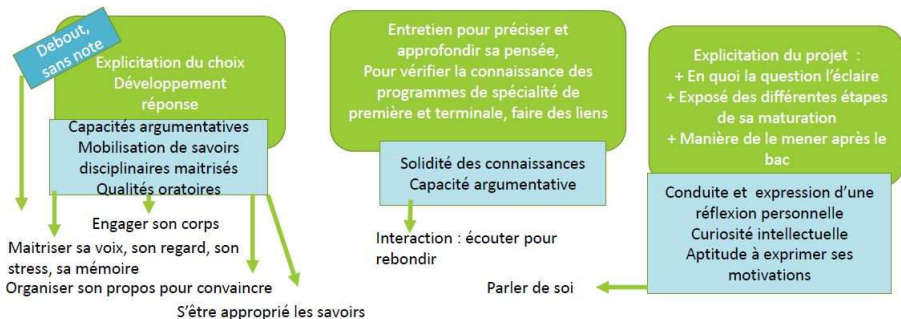 Debout,
sans note
Explicitation du choix
Développement
réponse
Capacités argumentatives
Mobilisation de savoirs
disciplinaires maitrisés
Qualités oratoires
Engager son corps
Maitriser sa voix, son regard, son
stress, sa mémoire
Organiser son propos pour convaincre
S'être approprié les savoirs
Entretien pour préciser et
approfondir sa pensée,
Pour vérifier la connaissance des
programmes de spécialité de
première et terminale, faire des liens
Solidité des connaissances
Capacité argumentative
Interaction : écouter pour
rebondir
Explicitation du projet :
+ En quoi la question l'éclaire
+ Exposé des différentes étapes
de sa maturation
+ Manière de le mener après le
bac
Conduite et expression d'une
réflexion personnelle
Curiosité intellectuelle
Aptitude à exprimer ses
motivations
Parler de soi